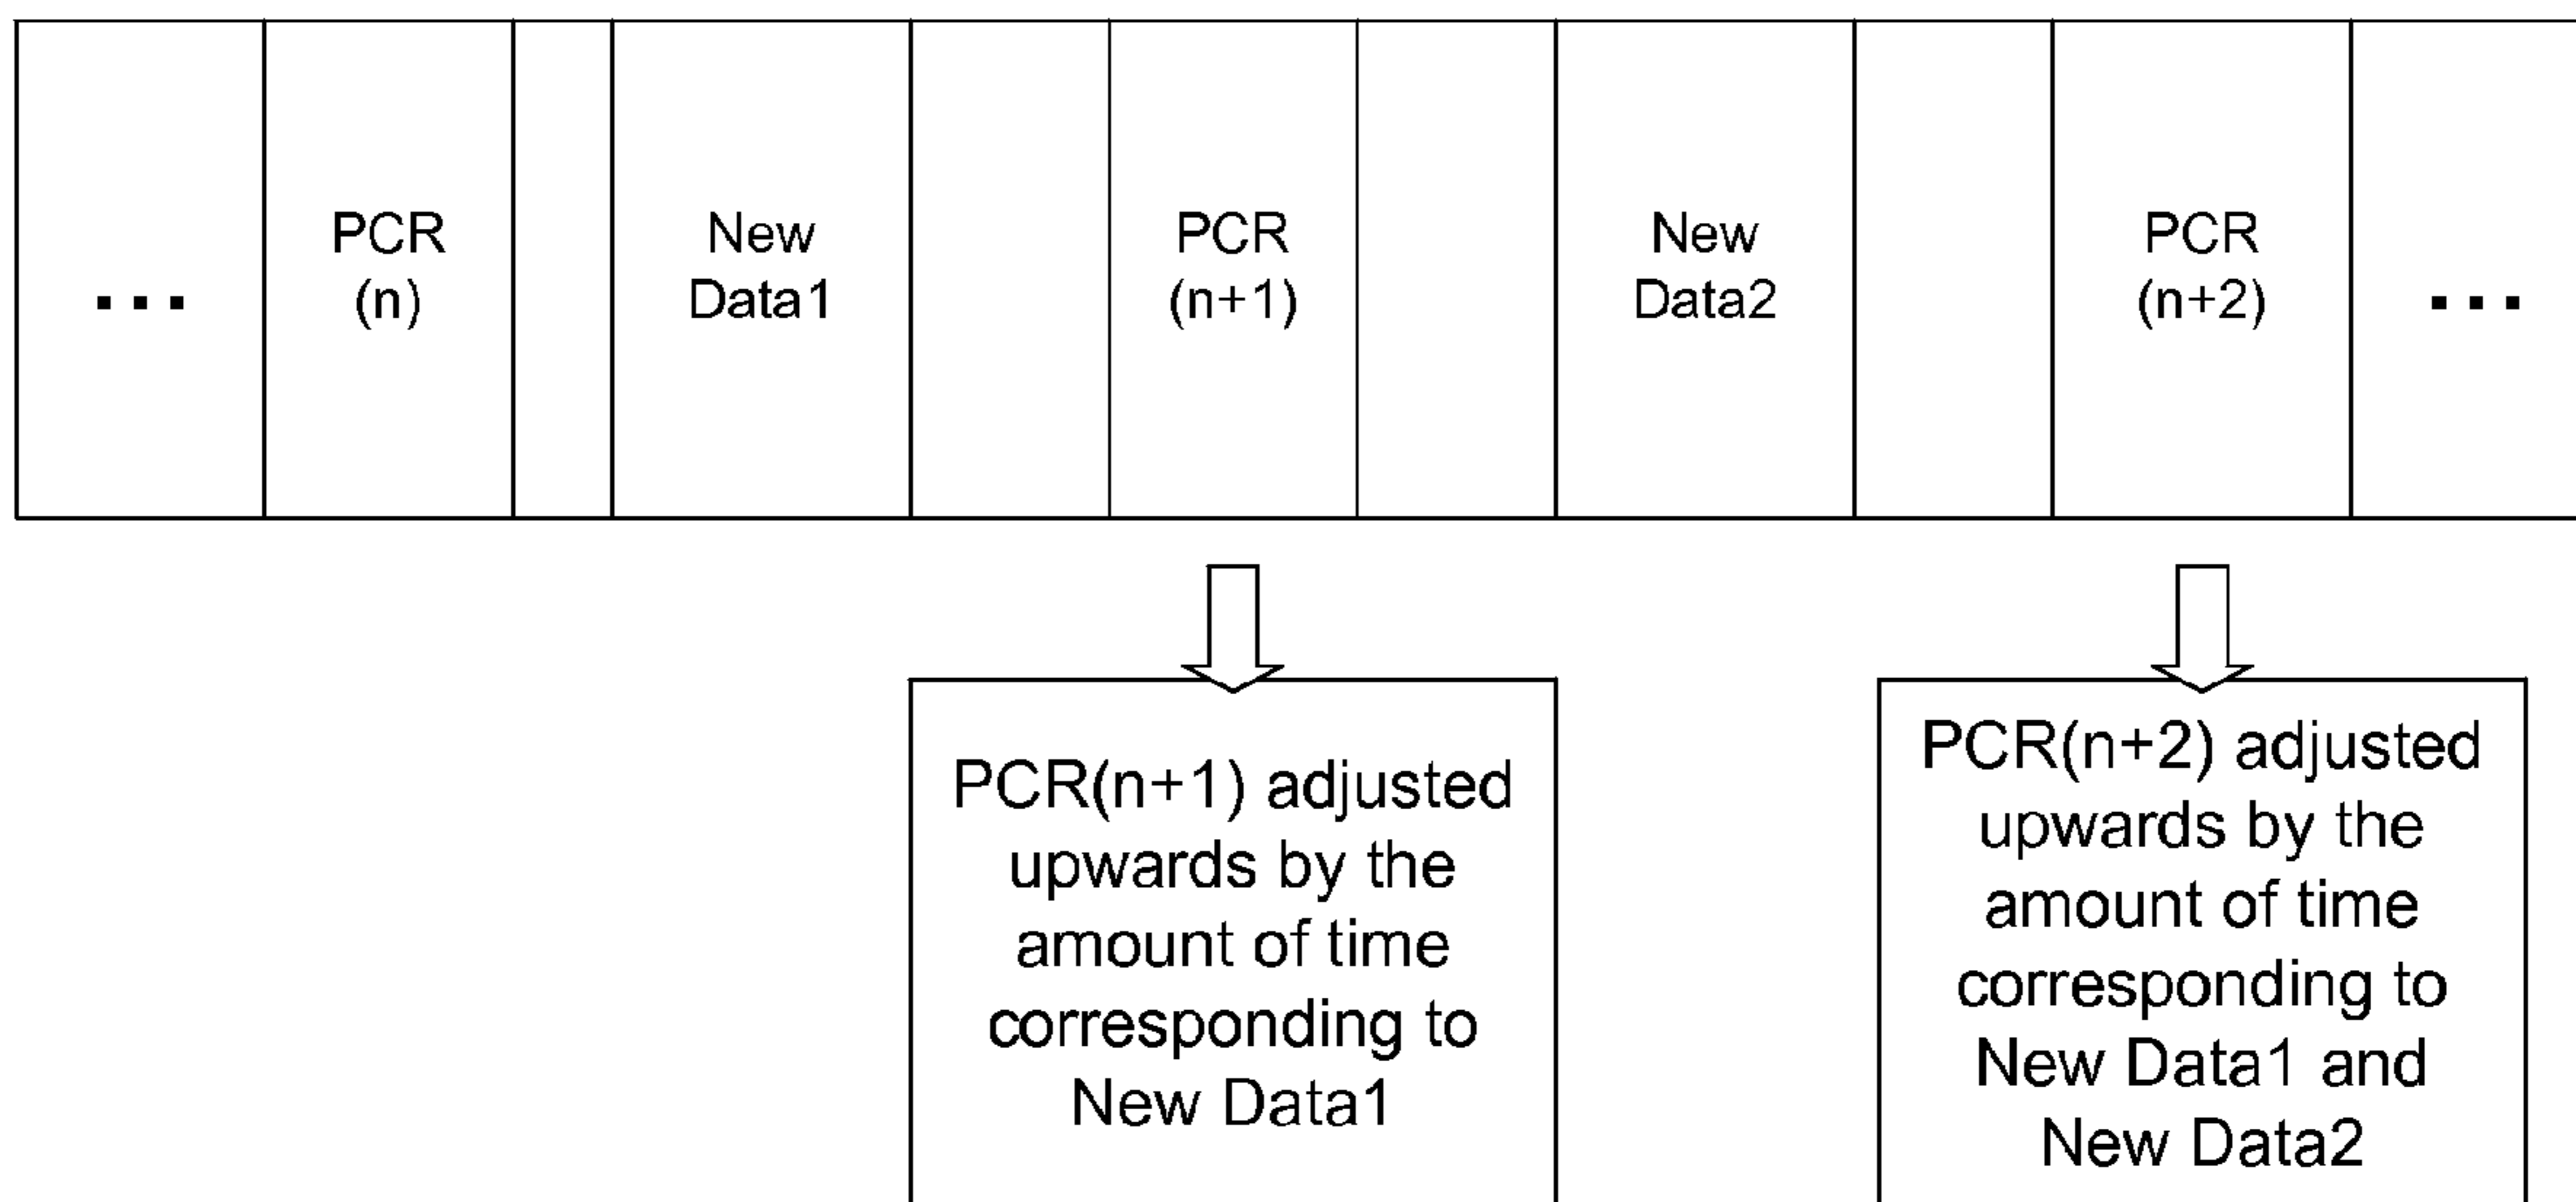 ...
PCR
(n)
New
Data1
PCR
(n+1)
New
Data2
PCR
(n+2)
...
PCR(n+1) adjusted
upwards by the
amount of time
corresponding to
New Data1
PCR(n+2) adjusted
upwards by the
amount of time
corresponding to
New Data1 and
New Data2